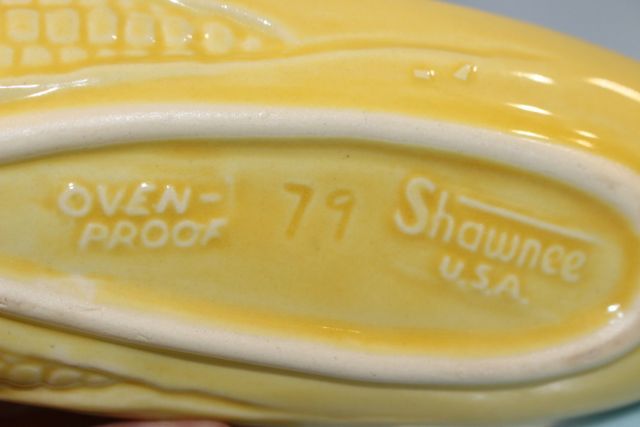 OVEN-
PROOF
79
Shawnee
U.S.A.